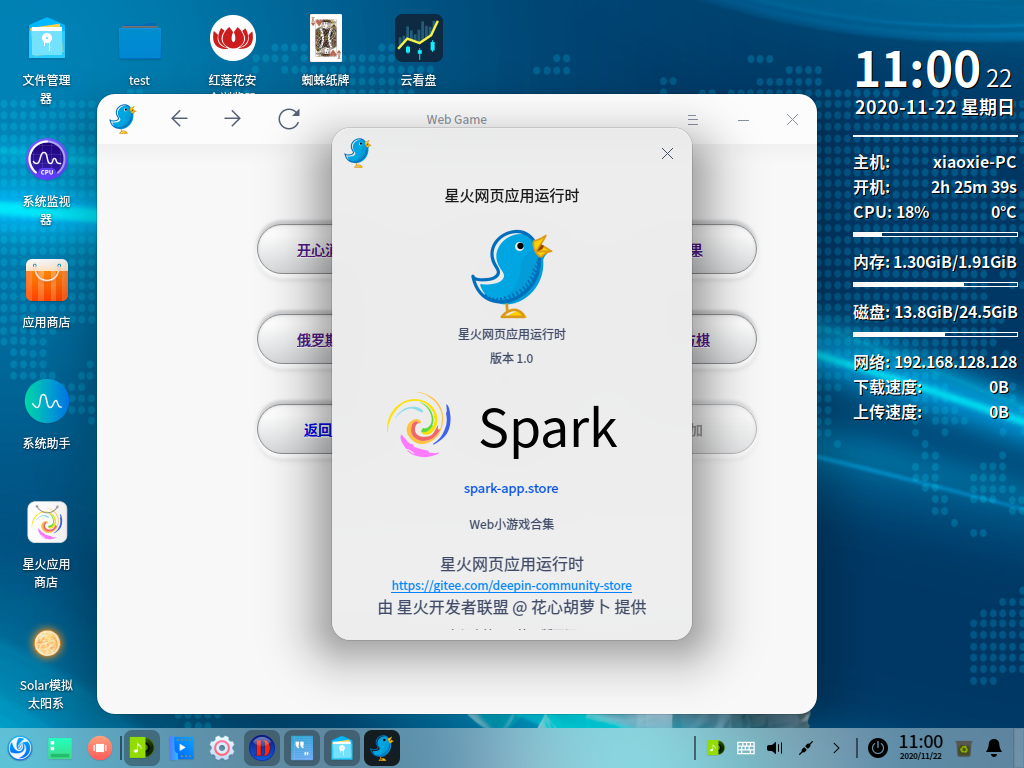 文件管理
器
test
红莲花安
蜘蛛纸牌
云看盘
系统监视
器
应用商店
系统助手
星火应用
商店
Solar模拟
太阳系
Web Game
开心消
俄罗斯
返回
果
棋
加
CPU
星火网页应用运行时
星火网页应用运行时
版本 1.0
Spark
spark-app.store
Web小游戏合集
星火网页应用运行时
https://gitee.com/deepin-community-store
由 星火开发者联盟 @ 花心胡萝卜 提供
11:00 22
2020-11-22 星期日
主机: xiaoxie-PC
开机: 2h 25m 39s
CPU: 18% 0°C
内存: 1.30GiB/1.91GiB
磁盘: 13.8GiB/24.5GiB
网络: 192.168.128.128
下载速度: 0B
上传速度: 0B
11:00
2020/11/22